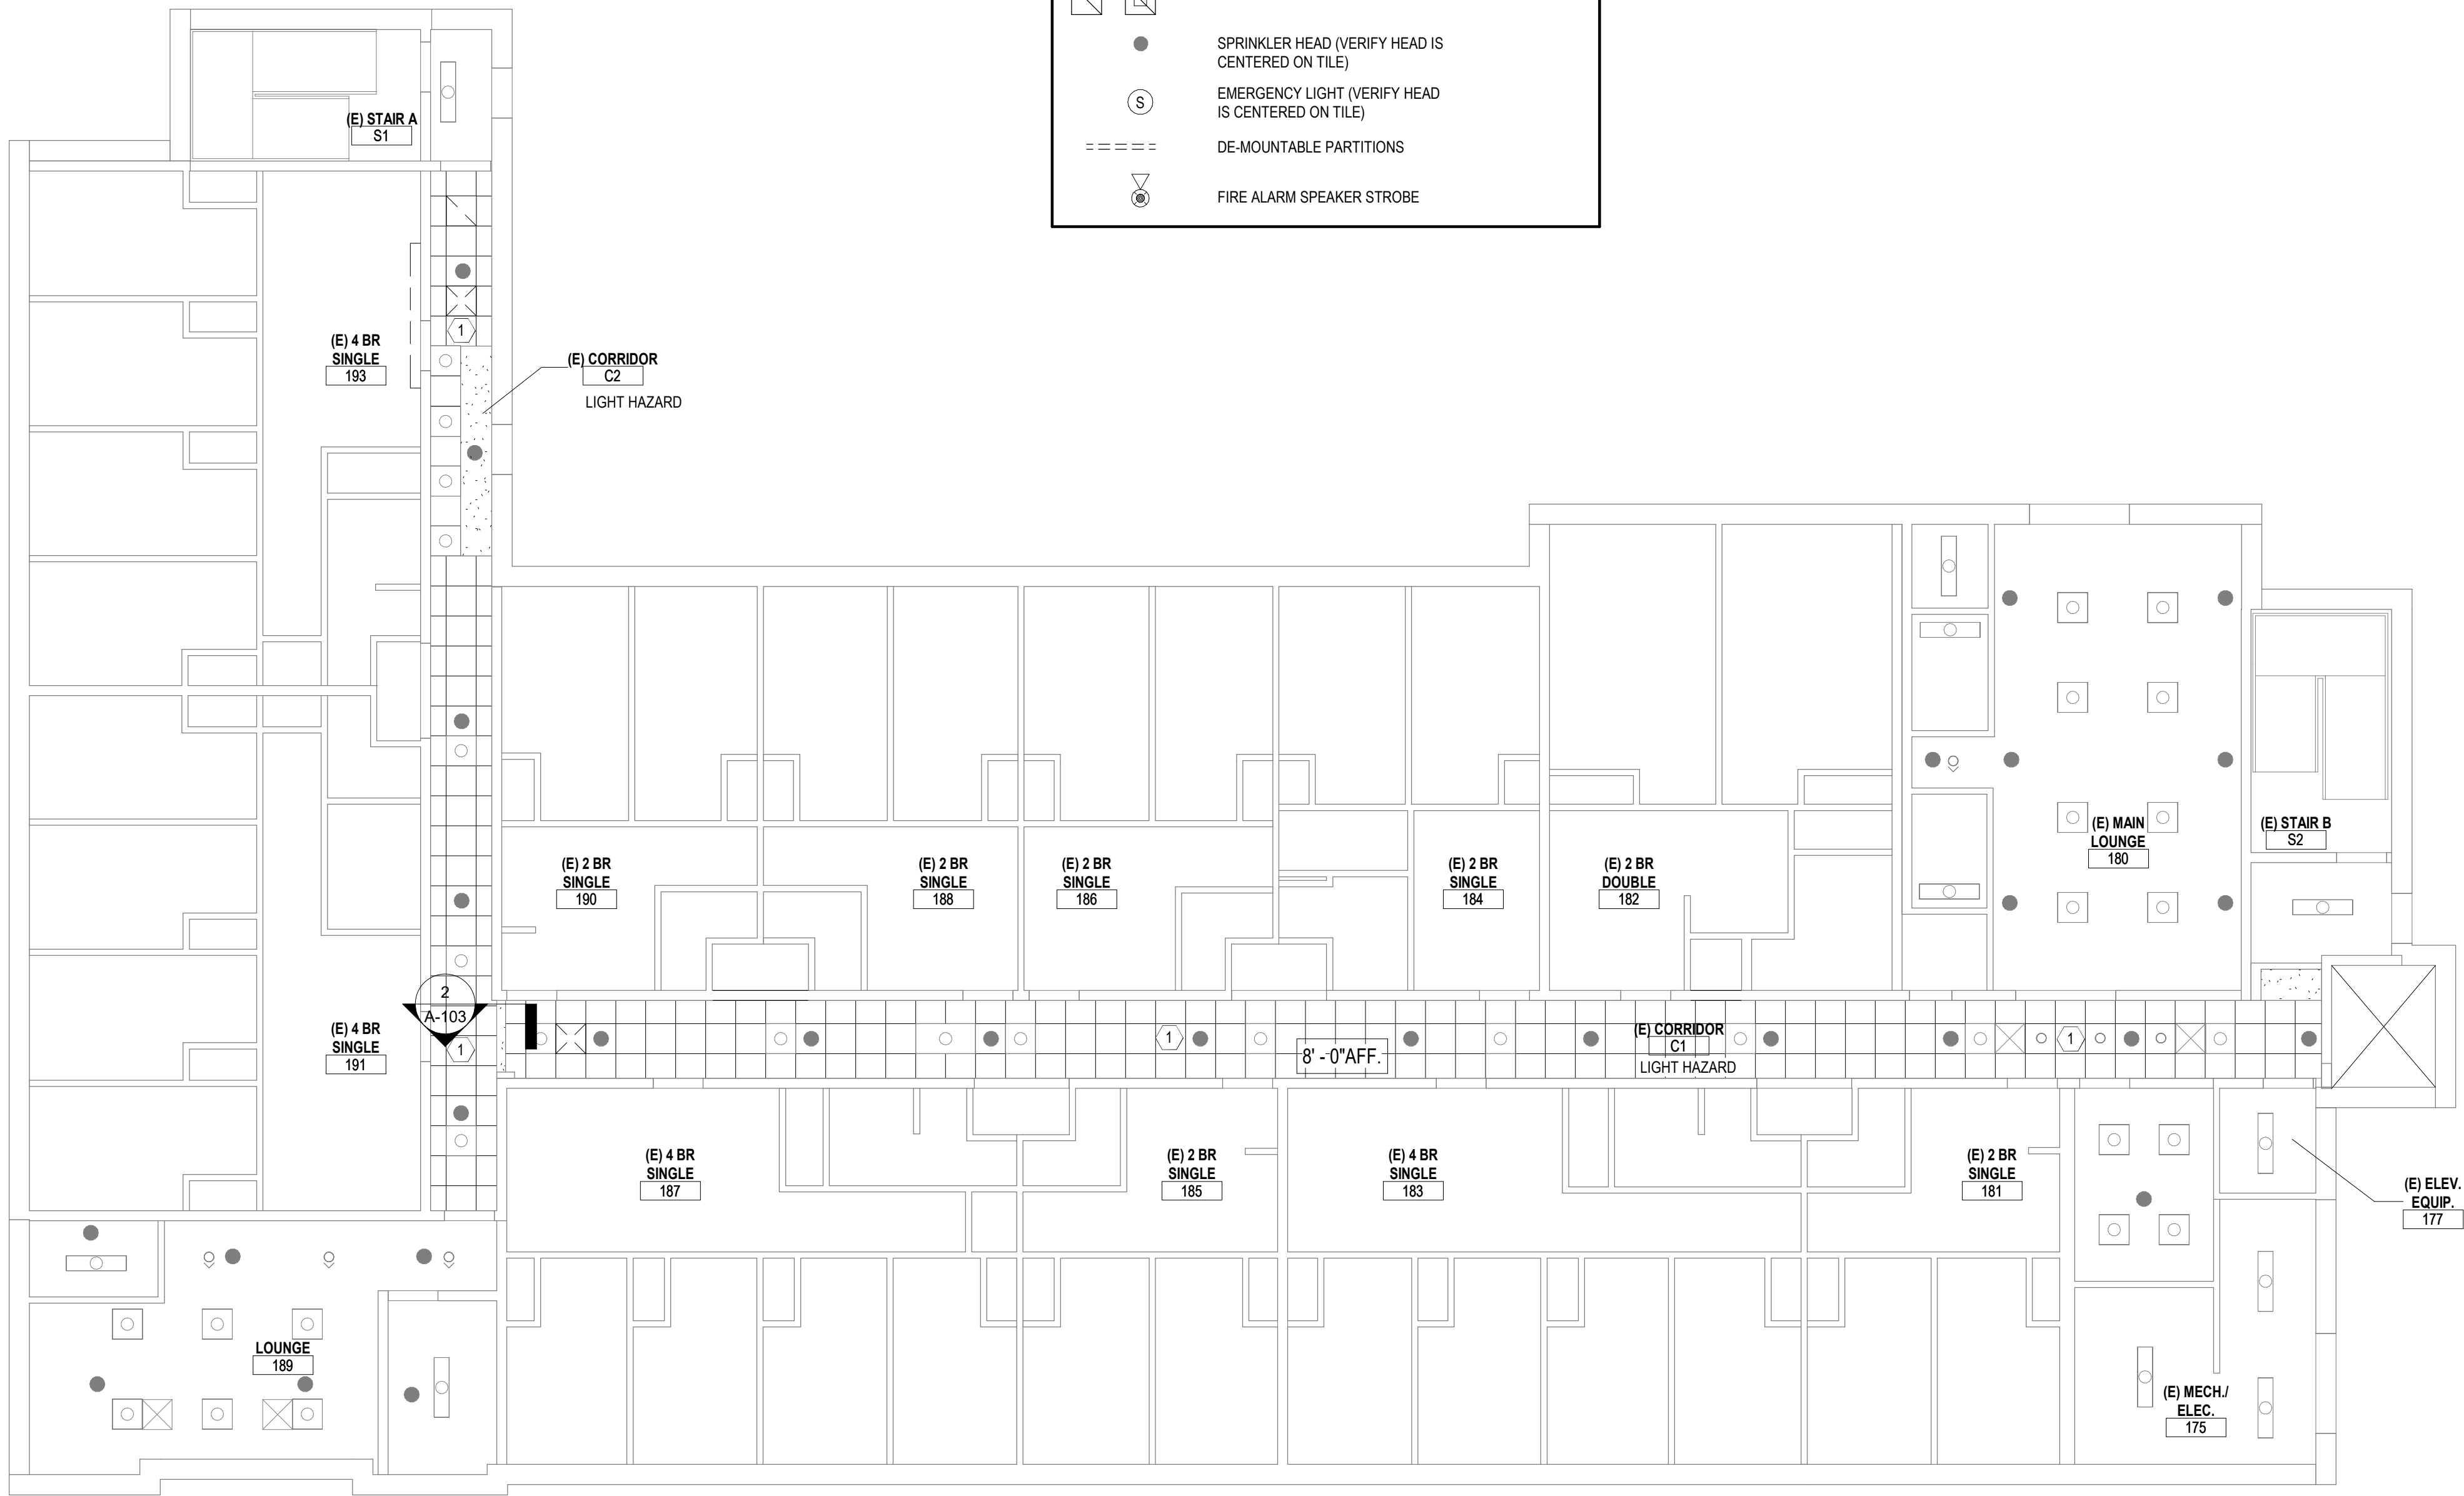 SPRINKLER HEAD (VERIFY HEAD IS
CENTERED ON TILE)
S
EMERGENCY LIGHT (VERIFY HEAD
IS CENTERED ON TILE)
DE-MOUNTABLE PARTITIONS
FIRE ALARM SPEAKER STROBE
(E) STAIR A
S1
1
(E) 4 BR
SINGLE
193
(E) CORRIDOR
C2
LIGHT HAZARD
(E) 2 BR
SINGLE
190
(E) 2 BR
SINGLE
188
(E) 2 BR
SINGLE
186
(E) 2 BR
SINGLE
184
(E) 2 BR
DOUBLE
182
(E) MAIN
LOUNGE
180
(E) STAIR B
S2
2
A-103
1
(E) 4 BR
SINGLE
191
1
8' - 0"AFF.
(E) CORRIDOR
C1
LIGHT HAZARD
1
(E) 4 BR
SINGLE
187
(E) 2 BR
SINGLE
185
(E) 4 BR
SINGLE
183
(E) 2 BR
SINGLE
181
(E) ELEV.
EQUIP.
177
LOUNGE
189
(E) MECH./
ELEC.
175